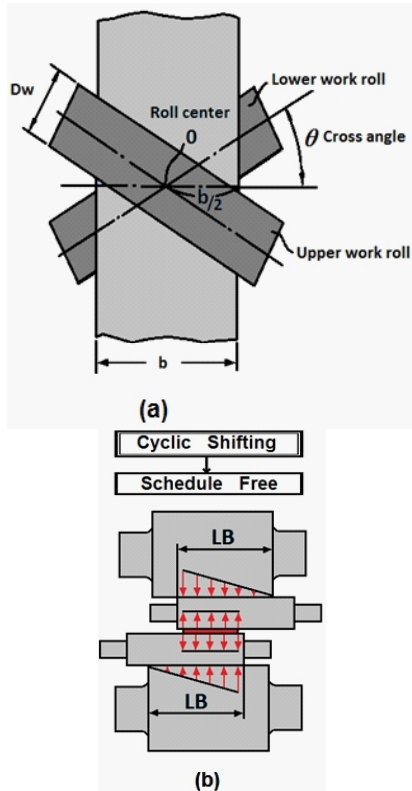 Dw
Lower work roll
Roll center
0
θ Cross angle
b/2
Upper work roll
b
(a)
Cyclic Shifting
Schedule Free
LB
LB
(b)